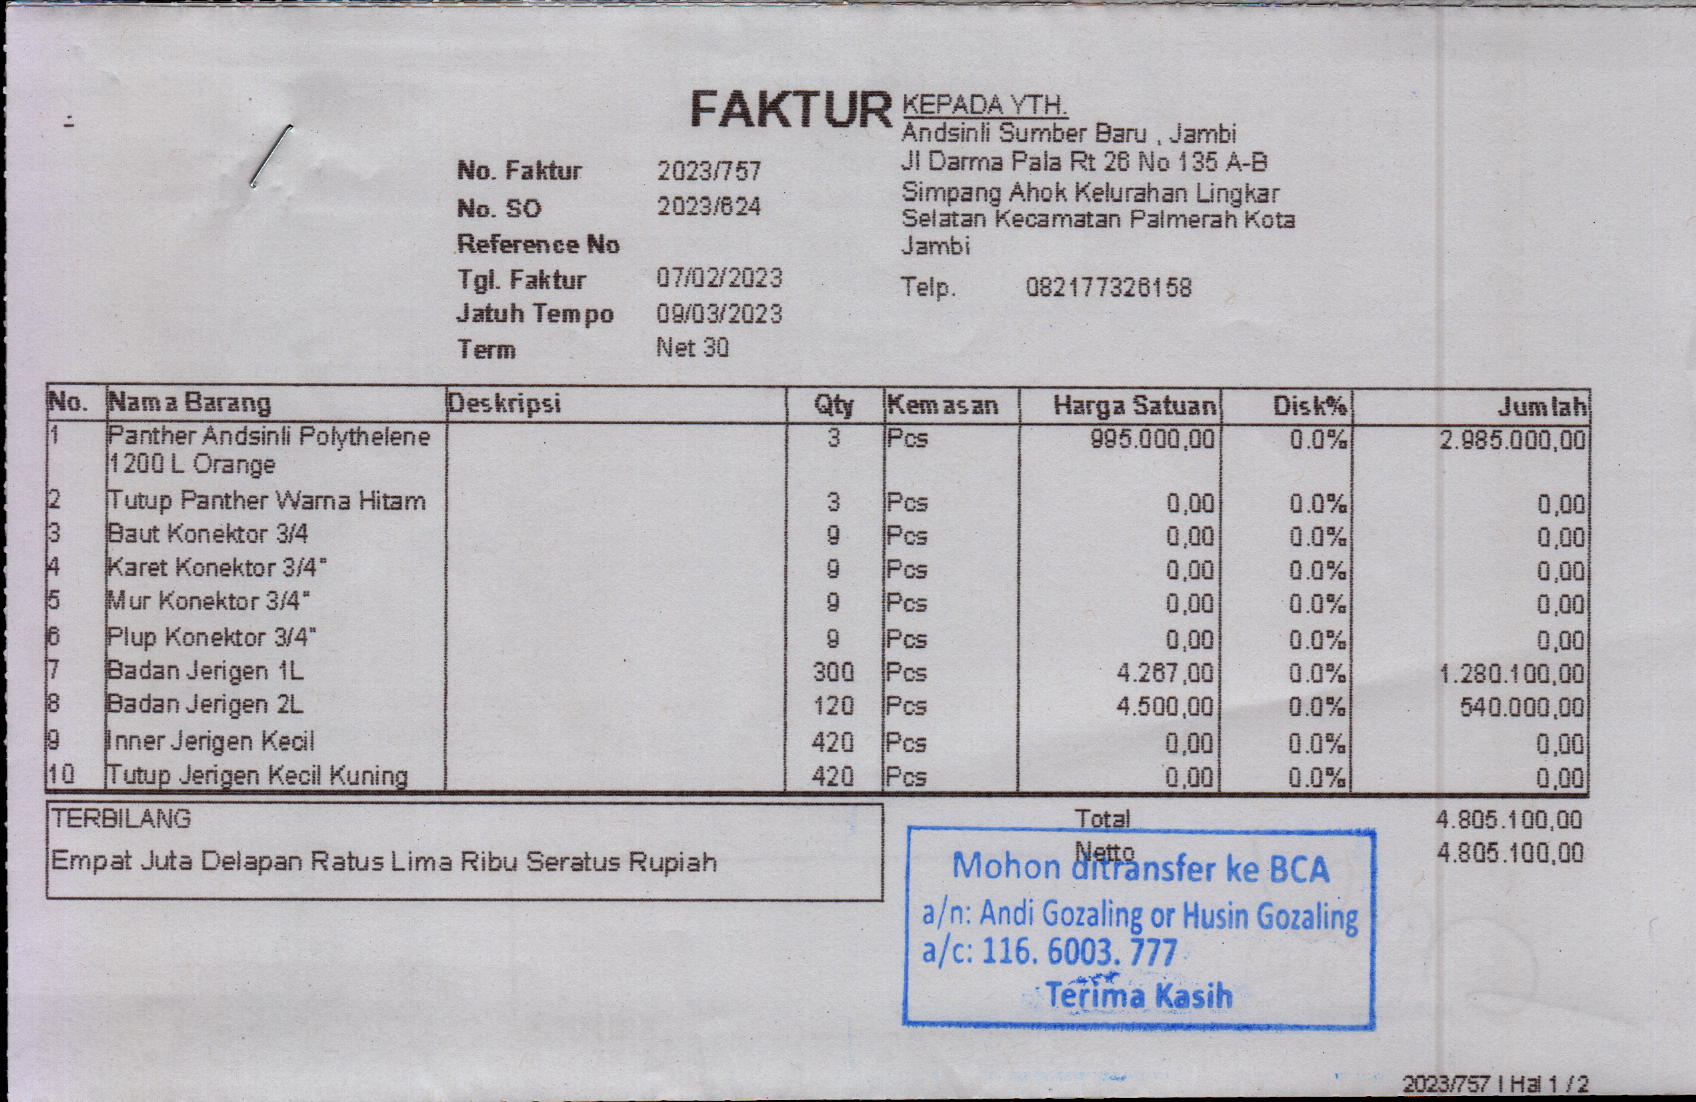 FAKTUR
KEPADA YTH.
Andsinli Sumber Baru , Jambi
Jl Darma Pala Rt 26 No 135 A-B
Simpang Ahok Kelurahan Lingkar
Selatan Kecamatan Palmerah Kota
Jambi
Telp. 082177326158
No. Faktur 2023/757
No. SO 2023/624
Reference No
Tgl. Faktur 07/02/2023
Jatuh Tempo 09/03/2023
Term Net 30
No. Nama Barang Deskripsi Qty Kemasan Harga Satuan Disk% Jumlah
1 Panther Andsinli Polythelene 3 Pcs 995.000,00 0.0% 2.985.000,00
1200 L Orange
2 Tutup Panther Warna Hitam 3 Pcs 0,00 0.0% 0,00
3 Baut Konektor 3/4 9 Pcs 0,00 0.0% 0,00
4 Karet Konektor 3/4" 9 Pcs 0,00 0.0% 0,00
5 Mur Konektor 3/4" 9 Pcs 0,00 0.0% 0,00
6 Plup Konektor 3/4" 9 Pcs 0,00 0.0% 0,00
7 Badan Jerigen 1L 300 Pcs 4.267,00 0.0% 1.280.100,00
8 Badan Jerigen 2L 120 Pcs 4.500,00 0.0% 540.000,00
9 Inner Jerigen Kecil 420 Pcs 0,00 0.0% 0,00
10 Tutup Jerigen Kecil Kuning 420 Pcs 0,00 0.0% 0,00
TERBILANG
Empat Juta Delapan Ratus Lima Ribu Seratus Rupiah
Total 4.805.100,00
Netto 4.805.100,00
Mohon ditransfer ke BCA
a/n: Andi Gozaling or Husin Gozaling
a/c: 116. 6003. 777
Terima Kasih
2023/757 | Hal 1 / 2